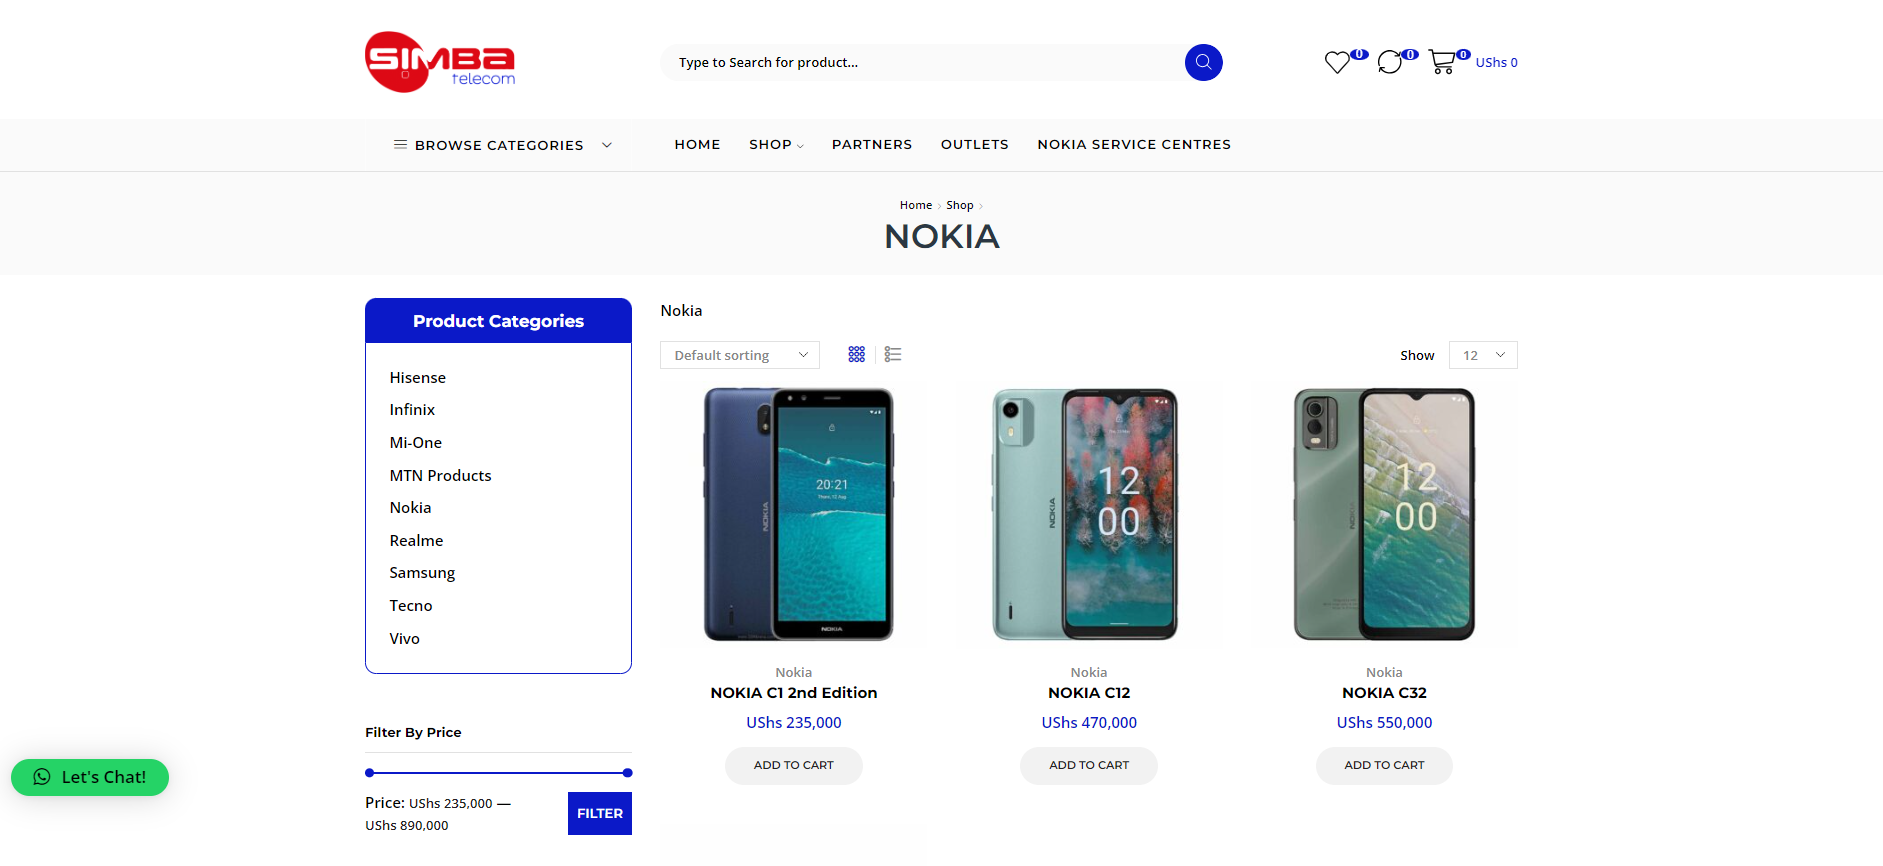 SIMBA
telecom
Type to Search for product...
0
0
0
UShs 0
BROWSE CATEGORIES
HOME
SHOP
PARTNERS
OUTLETS
NOKIA SERVICE CENTRES
Home
Shop
NOKIA
Product Categories
Hisense
Infinix
Mi-One
MTN Products
Nokia
Realme
Samsung
Tecno
Vivo
Filter By Price
Price: UShs 235,000 —
UShs 890,000
FILTER
Let's Chat!
Nokia
Default sorting
Show
12
20:21
NOKIA
NOKIA
Nokia
NOKIA C1 2nd Edition
UShs 235,000
ADD TO CART
NOKIA
12
00
Nokia
NOKIA C12
UShs 470,000
ADD TO CART
NOKIA
12
00
Nokia
NOKIA C32
UShs 550,000
ADD TO CART